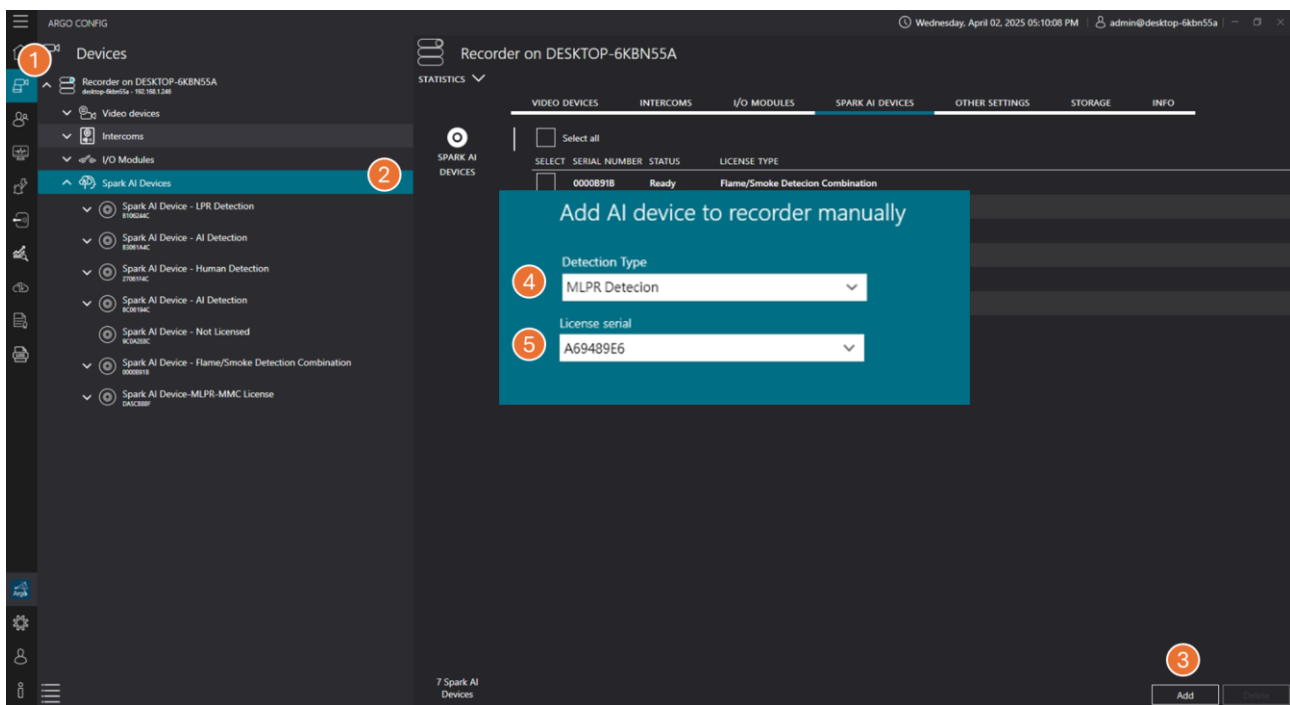 ARGO CONFIG
Wednesday, April 02, 2025 05:10:08 PM
admin@desktop-6kbn55a
1
Devices
Recorder on DESKTOP-6KBN55A
desktop-6kbn55a - 192.168.1.246
Video devices
Intercoms
I/O Modules
2
Spark AI Devices
Spark AI Device - LPR Detection
Spark AI Device - AI Detection
Spark AI Device - Human Detection
Spark AI Device - AI Detection
Spark AI Device - Not Licensed
Spark AI Device - Flame/Smoke Detection Combination
0000B91B
Spark AI Device-MLPR-MMC License
Argo
Recorder on DESKTOP-6KBN55A
STATISTICS
VIDEO DEVICES
INTERCOMS
I/O MODULES
SPARK AI DEVICES
OTHER SETTINGS
STORAGE
INFO
SPARK AI
DEVICES
Select all
SELECT SERIAL NUMBER STATUS LICENSE TYPE
0000B91B Ready Flame/Smoke Detecion Combination
Add AI device to recorder manually
Detection Type
4
MLPR Detecion
License serial
5
A69489E6
7 Spark AI
Devices
3
Add
Delete